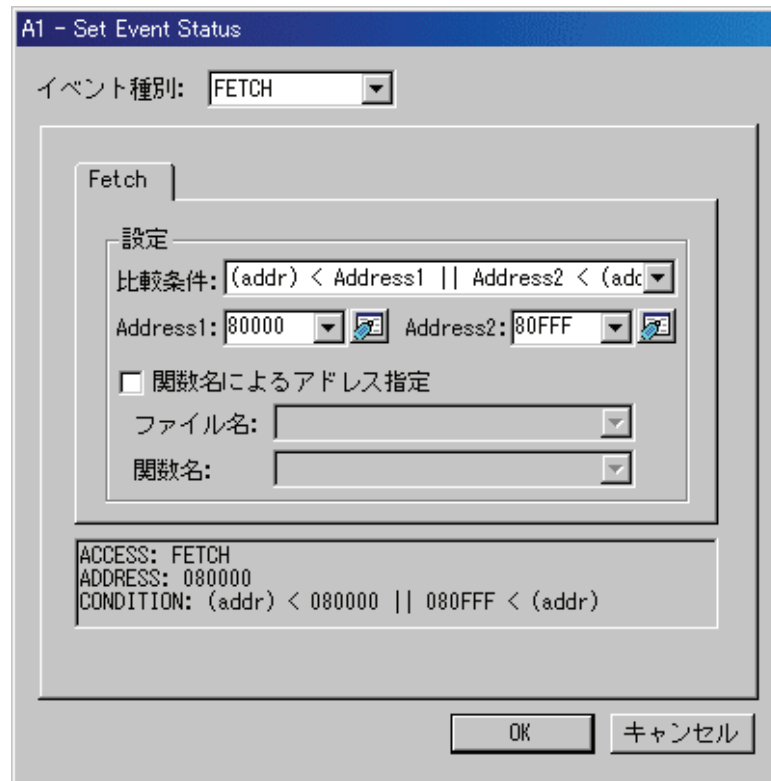 A1 - Set Event Status
イベント種別: FETCH
Fetch
設定
比較条件: (addr) < Address1 || Address2 < (adc
Address1: 80000 Address2: 80FFF
関数名によるアドレス指定
ファイル名:
関数名:
ACCESS: FETCH
ADDRESS: 080000
CONDITION: (addr) < 080000 || 080FFF < (addr)
OK キャンセル